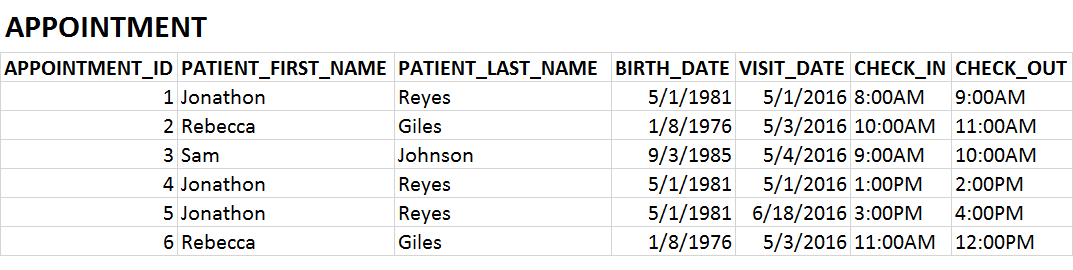 APPOINTMENT
APPOINTMENT_ID PATIENT_FIRST_NAME PATIENT_LAST_NAME BIRTH_DATE VISIT_DATE CHECK_IN CHECK_OUT
1 Jonathon Reyes 5/1/1981 5/1/2016 8:00AM 9:00AM
2 Rebecca Giles 1/8/1976 5/3/2016 10:00AM 11:00AM
3 Sam Johnson 9/3/1985 5/4/2016 9:00AM 10:00AM
4 Jonathon Reyes 5/1/1981 5/1/2016 1:00PM 2:00PM
5 Jonathon Reyes 5/1/1981 6/18/2016 3:00PM 4:00PM
6 Rebecca Giles 1/8/1976 5/3/2016 11:00AM 12:00PM